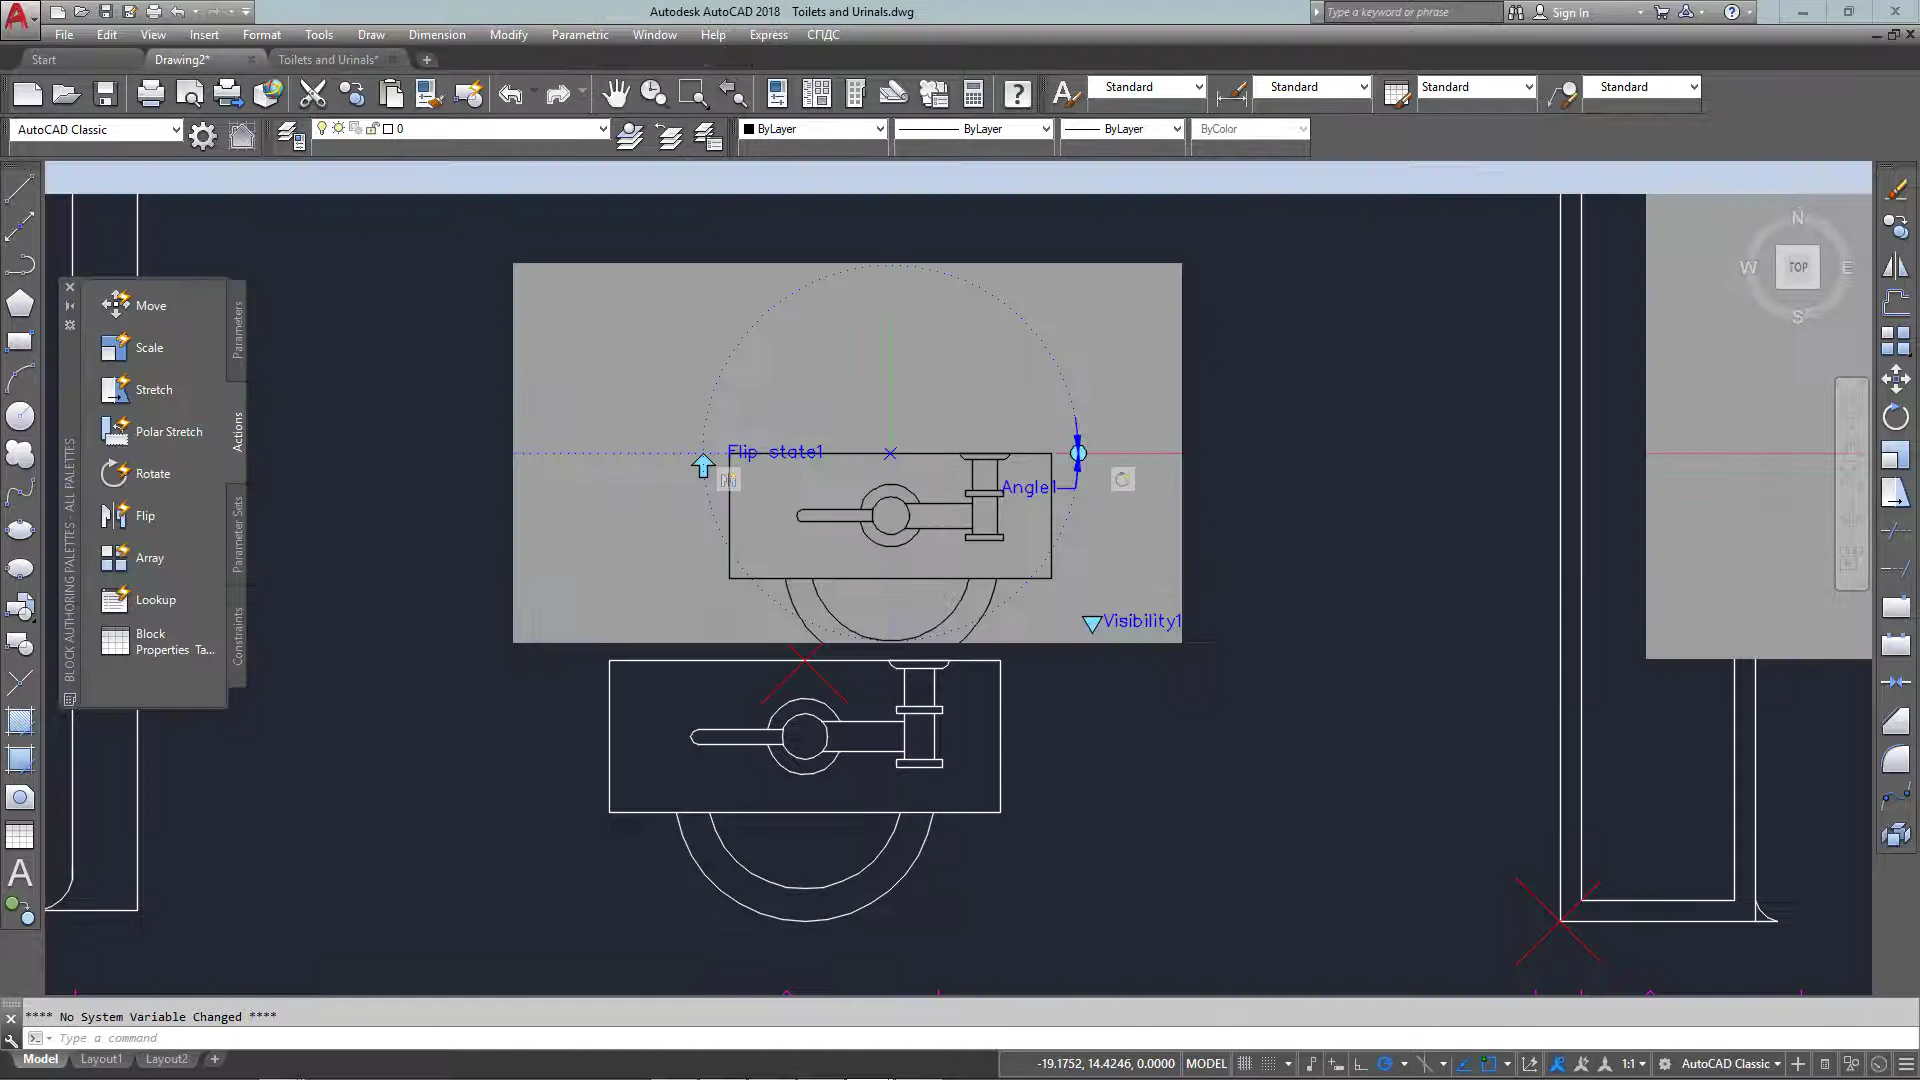 Autodesk AutoCAD 2018 Toilets and Urinals.dwg
Type a keyword or phrase
Sign In
File Edit View Insert Format Tools Draw Dimension Modify Parametric Window Help Express СПДС
Start Drawing2* Toilets and Urinals*
Standard Standard Standard Standard
AutoCAD Classic 0 ByLayer ByLayer ByLayer ByColor
N
W TOP E
S
Move
Scale
Stretch
Polar Stretch
Rotate
Flip
Array
Lookup
Block
Properties Ta...
Parameters
Actions
Parameter Sets
Constraints
BLOCK AUTHORING PALETTES - ALL PALETTES
Flip state1
Angle1
Visibility1
**** No System Variable Changed ****
Type a command
Model Layout1 Layout2
-19.1752, 14.4246, 0.0000 MODEL 1:1 AutoCAD Classic